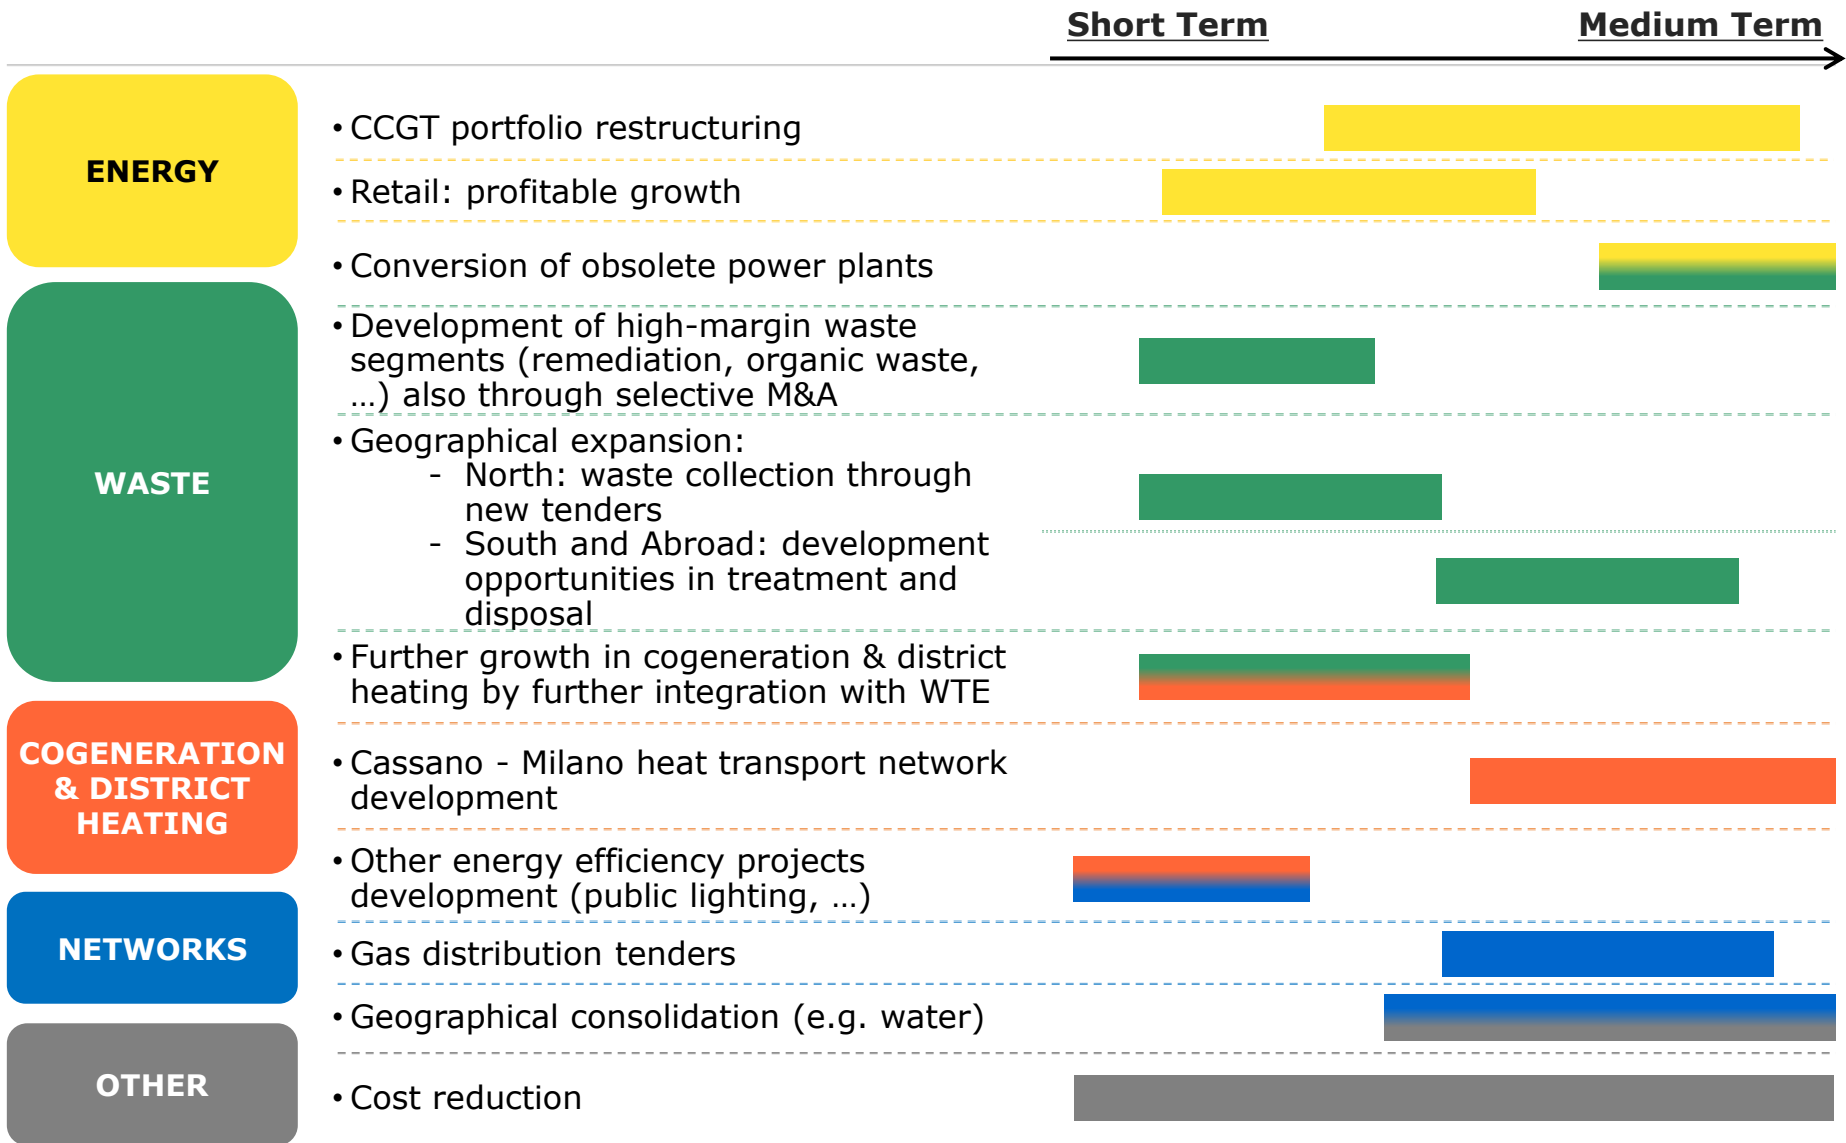 Short Term
Medium Term
ENERGY
• CCGT portfolio restructuring
• Retail: profitable growth
• Conversion of obsolete power plants
WASTE
• Development of high-margin waste
segments (remediation, organic waste,
…) also through selective M&A
• Geographical expansion:
- North: waste collection through
new tenders
- South and Abroad: development
opportunities in treatment and
disposal
• Further growth in cogeneration & district
heating by further integration with WTE
COGENERATION
& DISTRICT
HEATING
• Cassano - Milano heat transport network
development
• Other energy efficiency projects
development (public lighting, …)
NETWORKS
• Gas distribution tenders
• Geographical consolidation (e.g. water)
OTHER
• Cost reduction